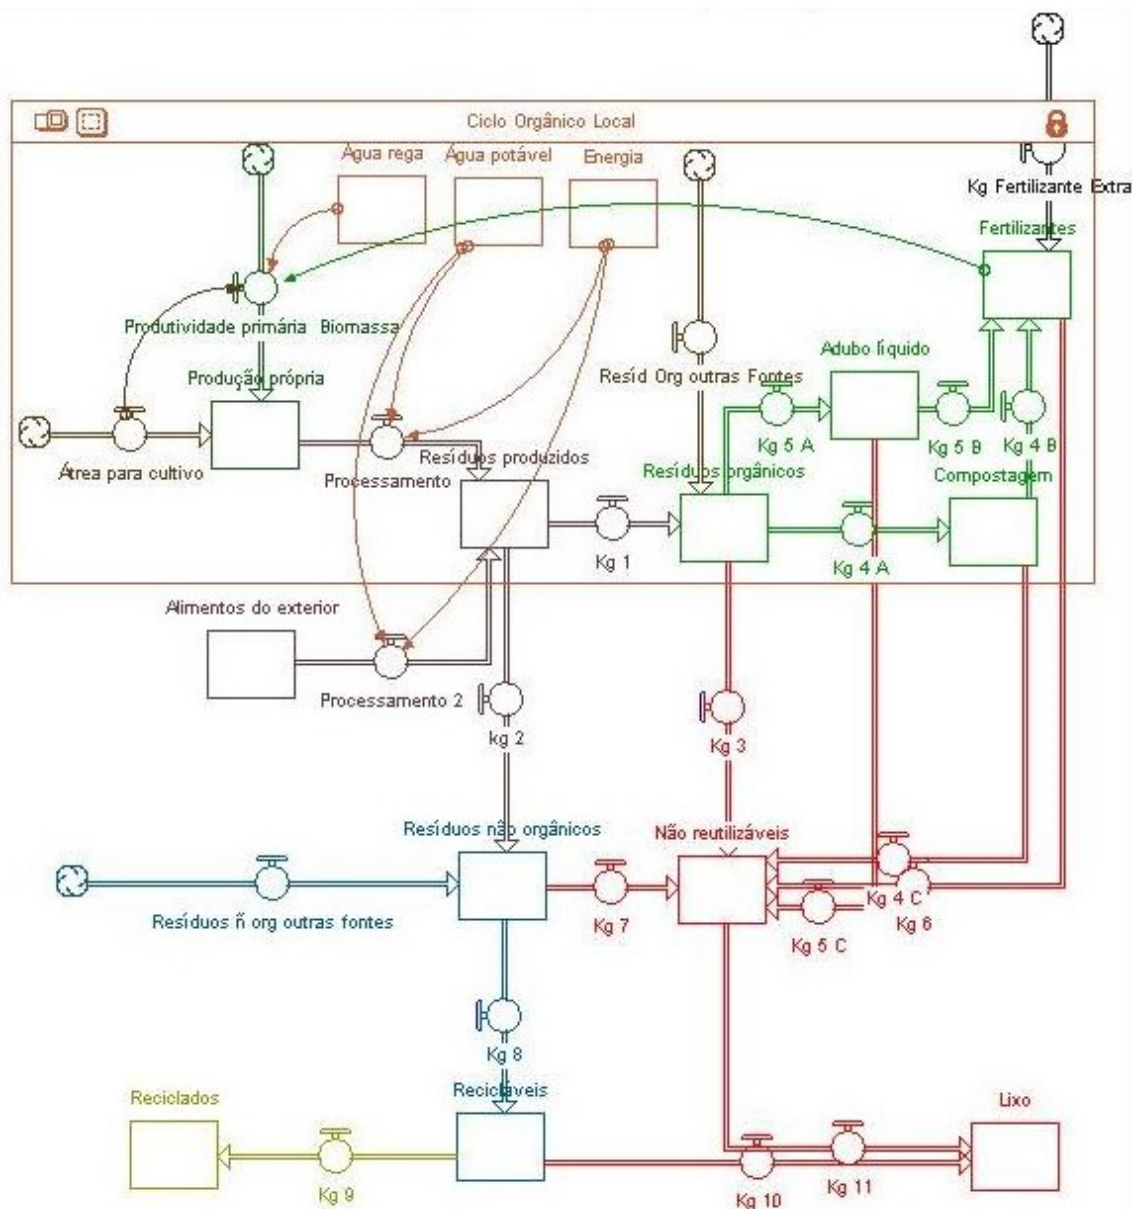 Ciclo Orgânico Local
Água rega
Água potável
Energia
Kg Fertilizante Extra
Fertilizantes
Produtividade primária Biomassa
Adubo líquido
Resíd Org outras Fontes
Produção própria
Kg 5 A
Kg 5 B
Kg 4 B
Átrea para cultivo
Processamento
Resíduos produzidos
Resíduos orgânicos
Compostagem
Kg 1
Kg 4 A
Alimentos do exterior
Processamento 2
kg 2
Kg 3
Resíduos não orgânicos
Não reutilizáveis
Resíduos ñ org outras fontes
Kg 7
Kg 4 C
Kg 6
Kg 5 C
Kg 8
Reciclados
Recicláveis
Lixo
Kg 9
Kg 10
Kg 11